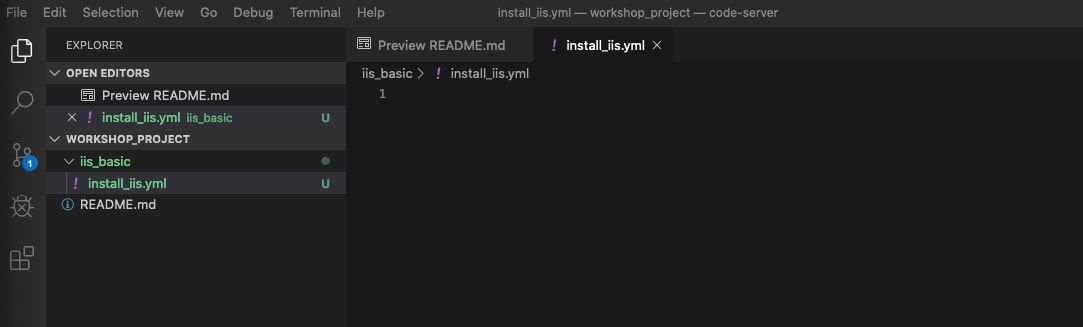 File Edit Selection View Go Debug Terminal Help install_iis.yml — workshop_project — code-server
EXPLORER
OPEN EDITORS
Preview README.md
! install_iis.yml iis_basic U
WORKSHOP_PROJECT
iis_basic
! install_iis.yml U
README.md
1
Preview README.md ! install_iis.yml
iis_basic > ! install_iis.yml
1